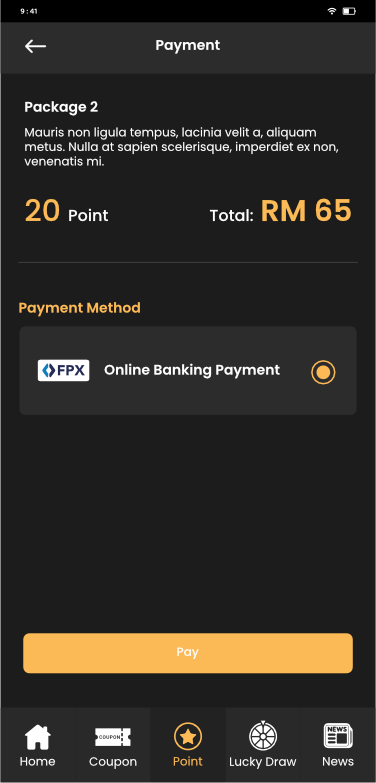 9:41
Payment
Package 2
Mauris non ligula tempus, lacinia velit a, aliquam
metus. Nulla at sapien scelerisque, imperdiet ex non,
venenatis mi.
20 Point Total: RM 65
Payment Method
FPX Online Banking Payment
Pay
COUPON NEWS
Home Coupon Point Lucky Draw News